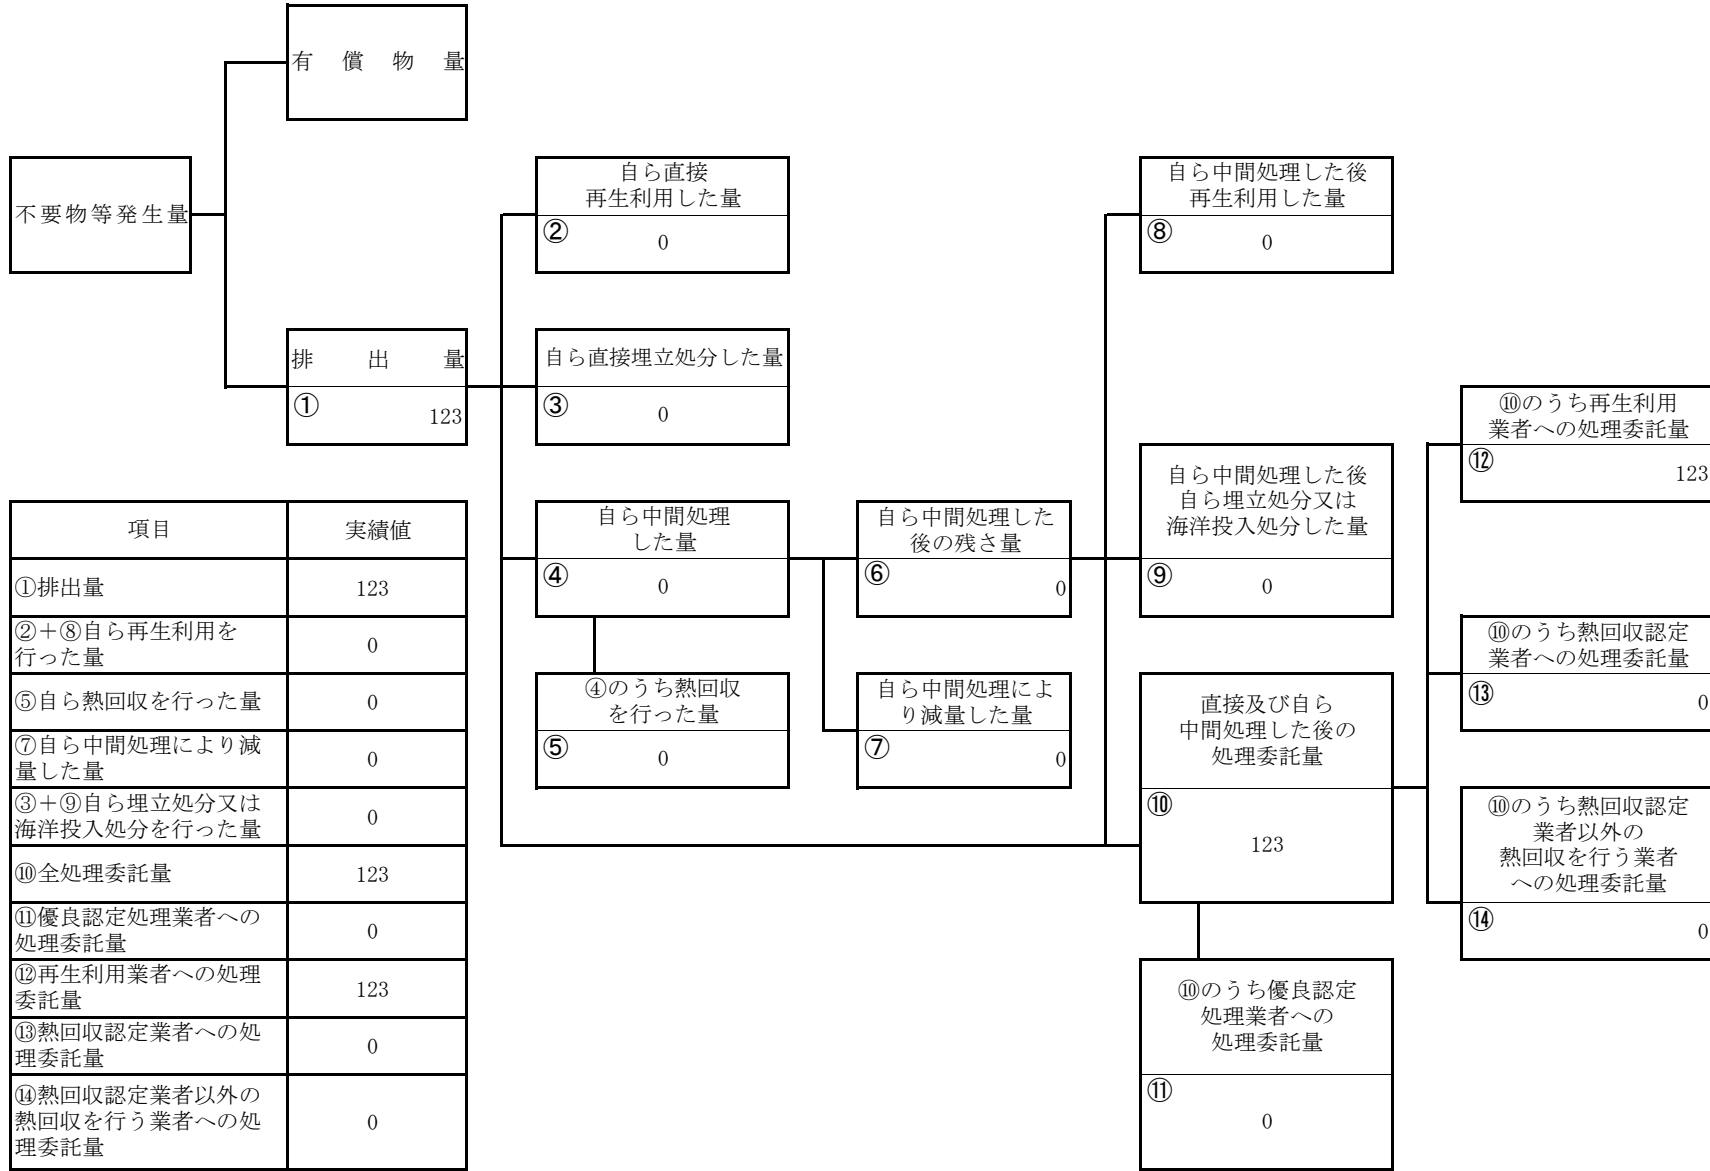 有償物量
不要物等発生量
排出量
①
123
自ら直接
再生利用した量
②
0
自ら直接埋立処分した量
③
0
自ら中間処理
した量
④
0
④のうち熱回収
を行った量
⑤
0
自ら中間処理した
後の残さ量
⑥
0
自ら中間処理によ
り減量した量
⑦
0
自ら中間処理した後
再生利用した量
⑧
0
自ら中間処理した後
自ら埋立処分又は
海洋投入処分した量
⑨
0
直接及び自ら
中間処理した後の
処理委託量
⑩
123
⑩のうち優良認定
処理業者への
処理委託量
⑪
0
⑩のうち再生利用
業者への処理委託量
⑫
123
⑩のうち熱回収認定
業者への処理委託量
⑬
0
⑩のうち熱回収認定
業者以外の
熱回収を行う業者
への処理委託量
⑭
0
項目 実績値
①排出量 123
②＋⑧自ら再生利用を
行った量 0
⑤自ら熱回収を行った量 0
⑦自ら中間処理により減
量した量 0
③＋⑨自ら埋立処分又は
海洋投入処分を行った量 0
⑩全処理委託量 123
⑪優良認定処理業者への
処理委託量 0
⑫再生利用業者への処理
委託量 123
⑬熱回収認定業者への処
理委託量 0
⑭熱回収認定業者以外の
熱回収を行う業者への処
理委託量 0